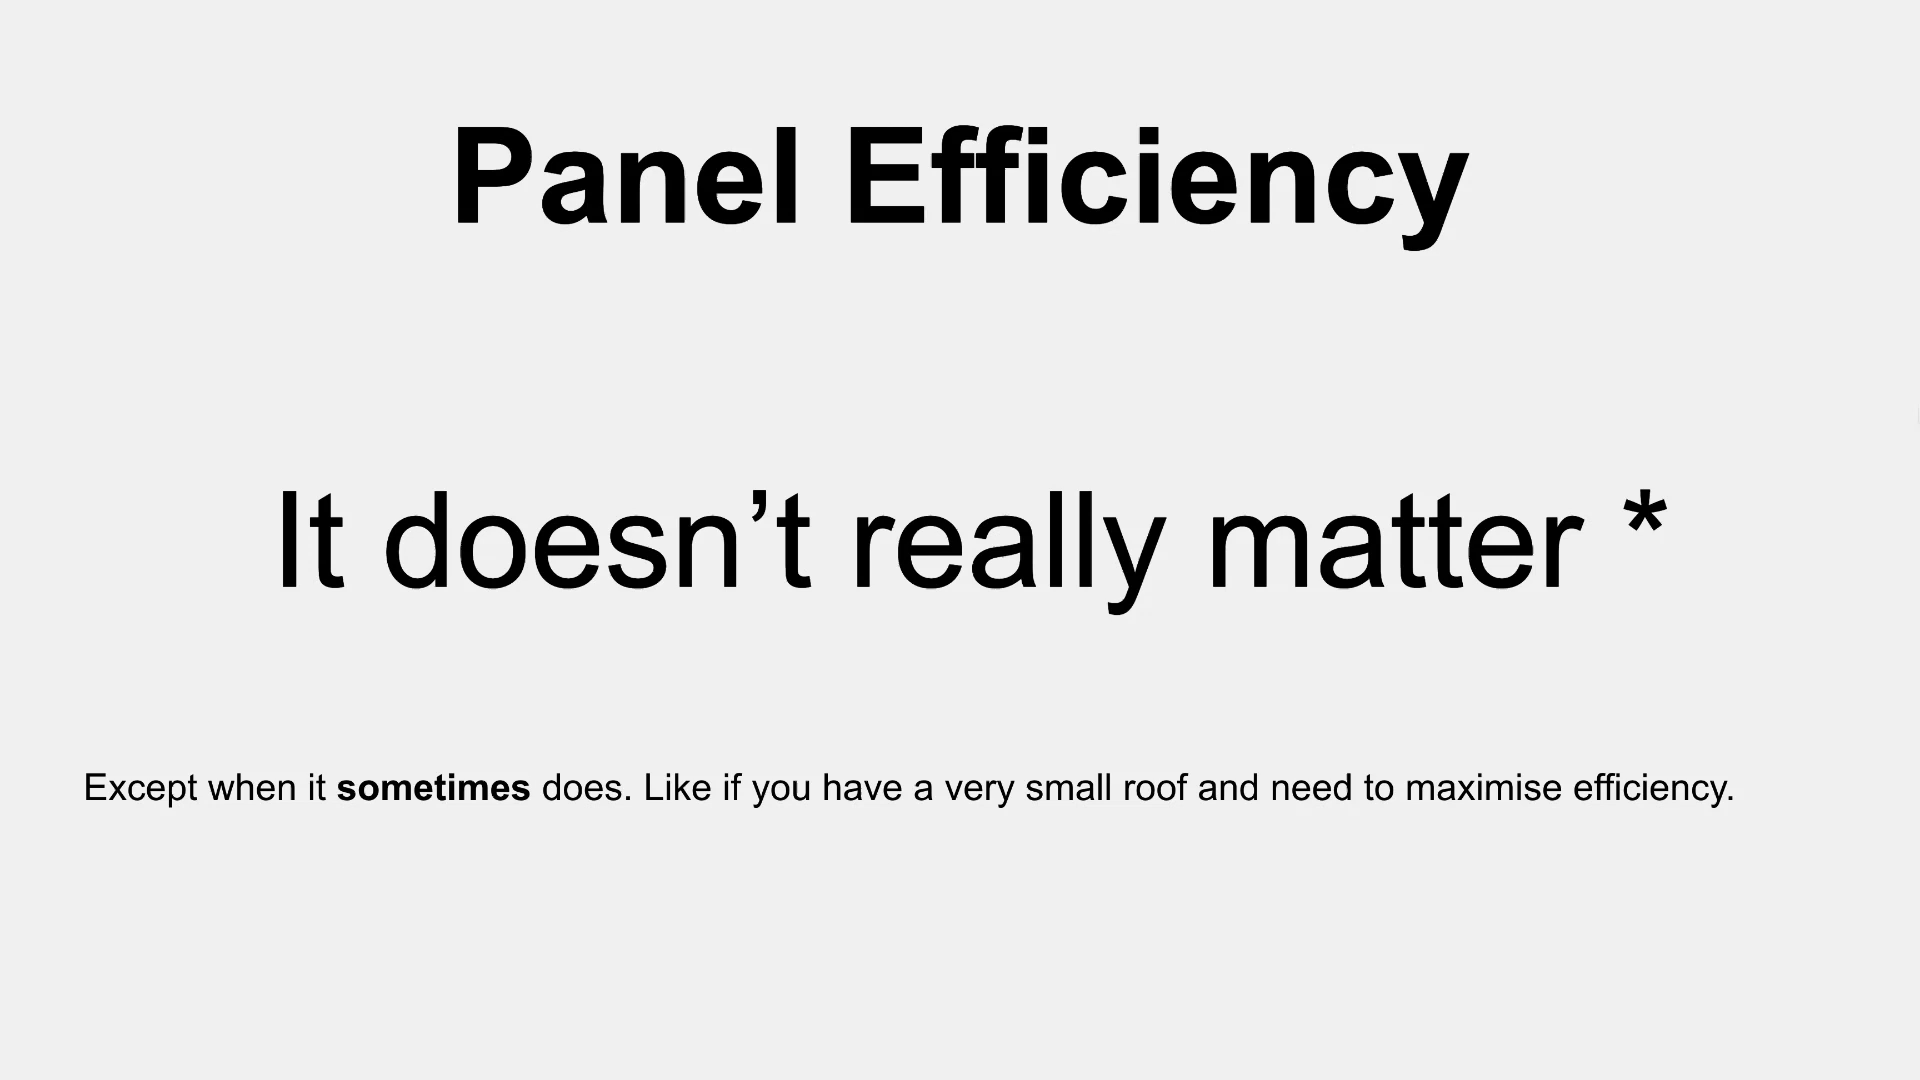 Panel Efficiency
It doesn’t really matter *
Except when it sometimes does. Like if you have a very small roof and need to maximise efficiency.